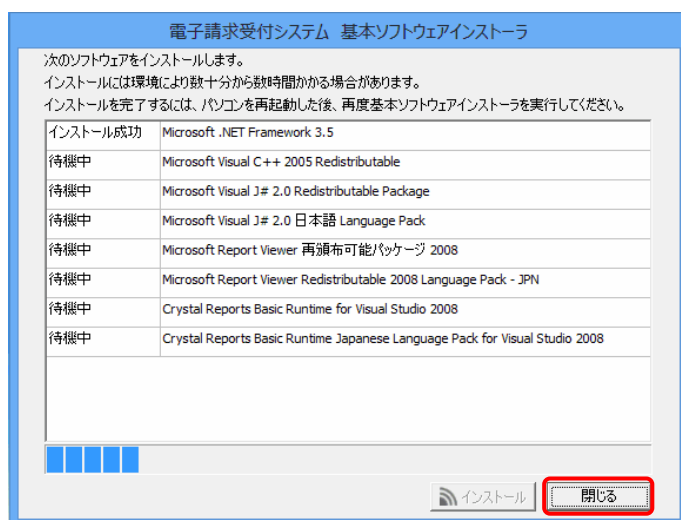 電子請求受付システム 基本ソフトウェアインストーラ
次のソフトウェアをインストールします。
インストールには環境により数十分から数時間かかる場合があります。
インストールを完了するには、パソコンを再起動した後、再度基本ソフトウェアインストーラを実行してください。
インストール成功 Microsoft .NET Framework 3.5
待機中 Microsoft Visual C++ 2005 Redistributable
待機中 Microsoft Visual J# 2.0 Redistributable Package
待機中 Microsoft Visual J# 2.0 日本語 Language Pack
待機中 Microsoft Report Viewer 再頒布可能パッケージ 2008
待機中 Microsoft Report Viewer Redistributable 2008 Language Pack - JPN
待機中 Crystal Reports Basic Runtime for Visual Studio 2008
待機中 Crystal Reports Basic Runtime Japanese Language Pack for Visual Studio 2008
インストール 閉じる